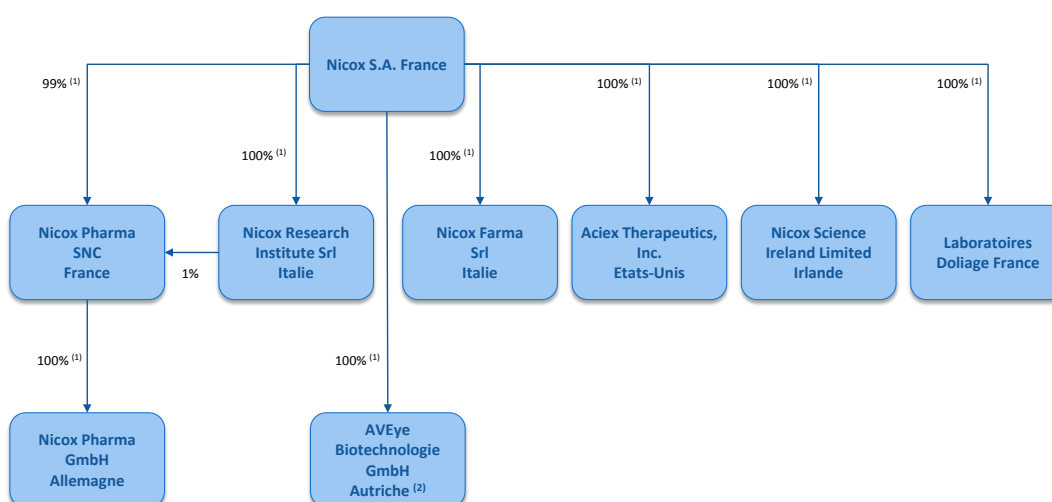 Nicox S.A. France
99% (1)
100% (1)
100% (1)
100% (1)
100% (1)
100% (1)
Nicox Pharma
SNC
France
1%
Nicox Research
Institute Srl
Italie
Nicox Farma
Srl
Italie
Aciex Therapeutics,
Inc.
Etats-Unis
Nicox Science
Ireland Limited
Irlande
Laboratoires
Doliage France
100% (1)
100% (1)
Nicox Pharma
GmbH
Allemagne
AVEye
Biotechnologie
GmbH
Autriche (2)